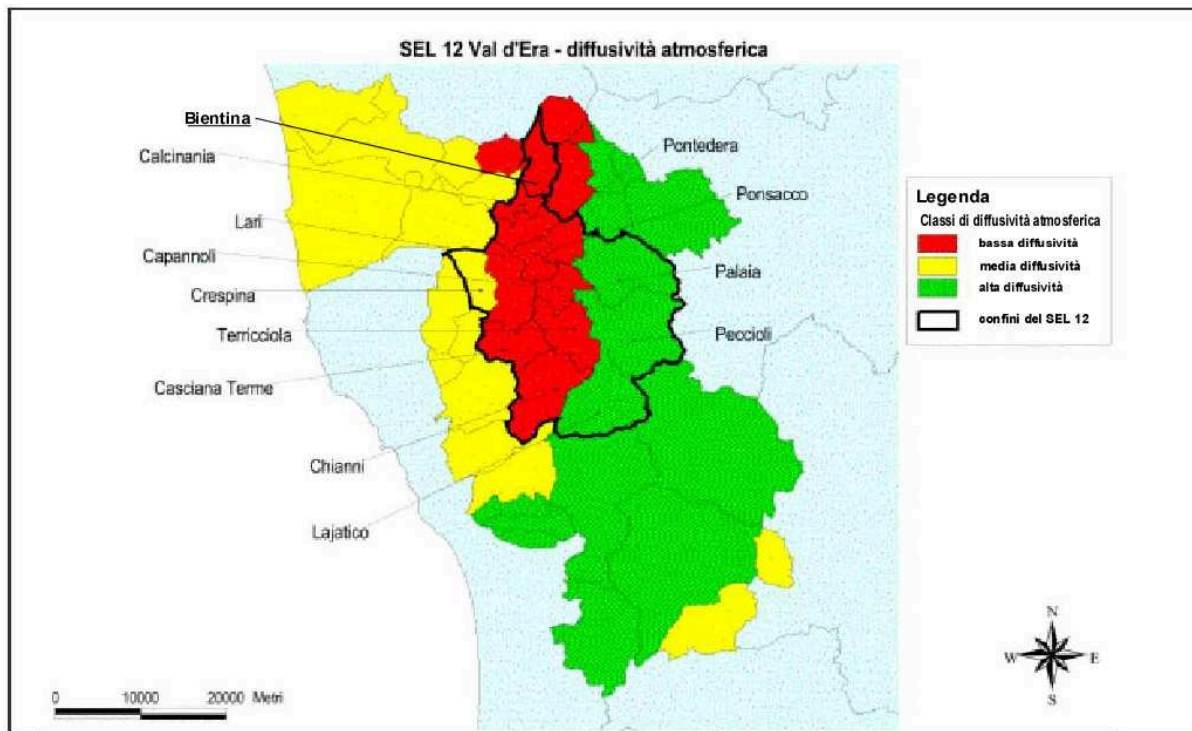 SEL 12 Val d'Era - diffusività atmosferica
Bientina
Calcinania
Lari
Capannoli
Crespina
Terricciola
Casciana Terme
Chianni
Lajatico
Pontedera
Ponsacco
Palaia
Peccioli
Legenda
Classi di diffusività atmosferica
bassa diffusività
media diffusività
alta diffusività
confini del SEL 12
0 10000 20000 Metri
N
W E
S